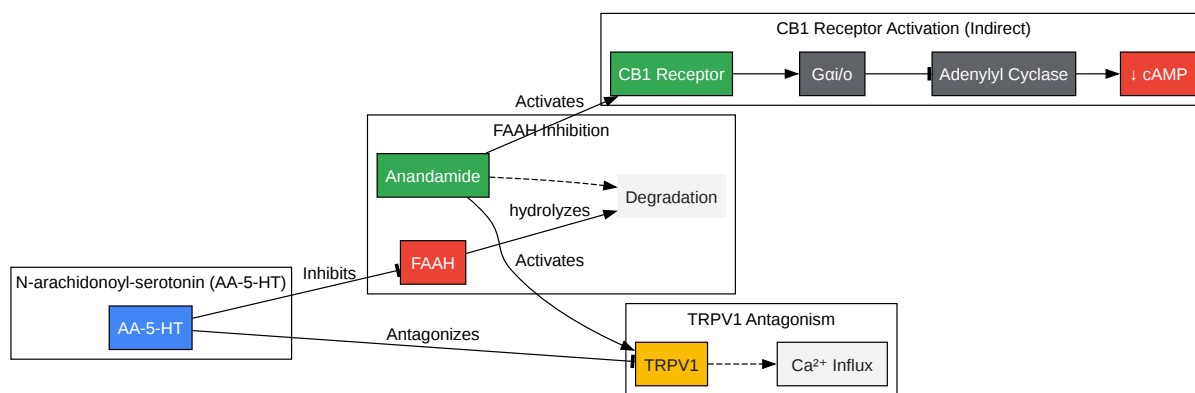 CB1 Receptor Activation (Indirect)
CB1 Receptor
Gαi/o
Adenylyl Cyclase
↓ cAMP
Activates
FAAH Inhibition
Anandamide
Degradation
hydrolyzes
FAAH
Activates
N-arachidonoyl-serotonin (AA-5-HT)
Inhibits
AA-5-HT
Antagonizes
TRPV1 Antagonism
TRPV1
Ca²⁺ Influx